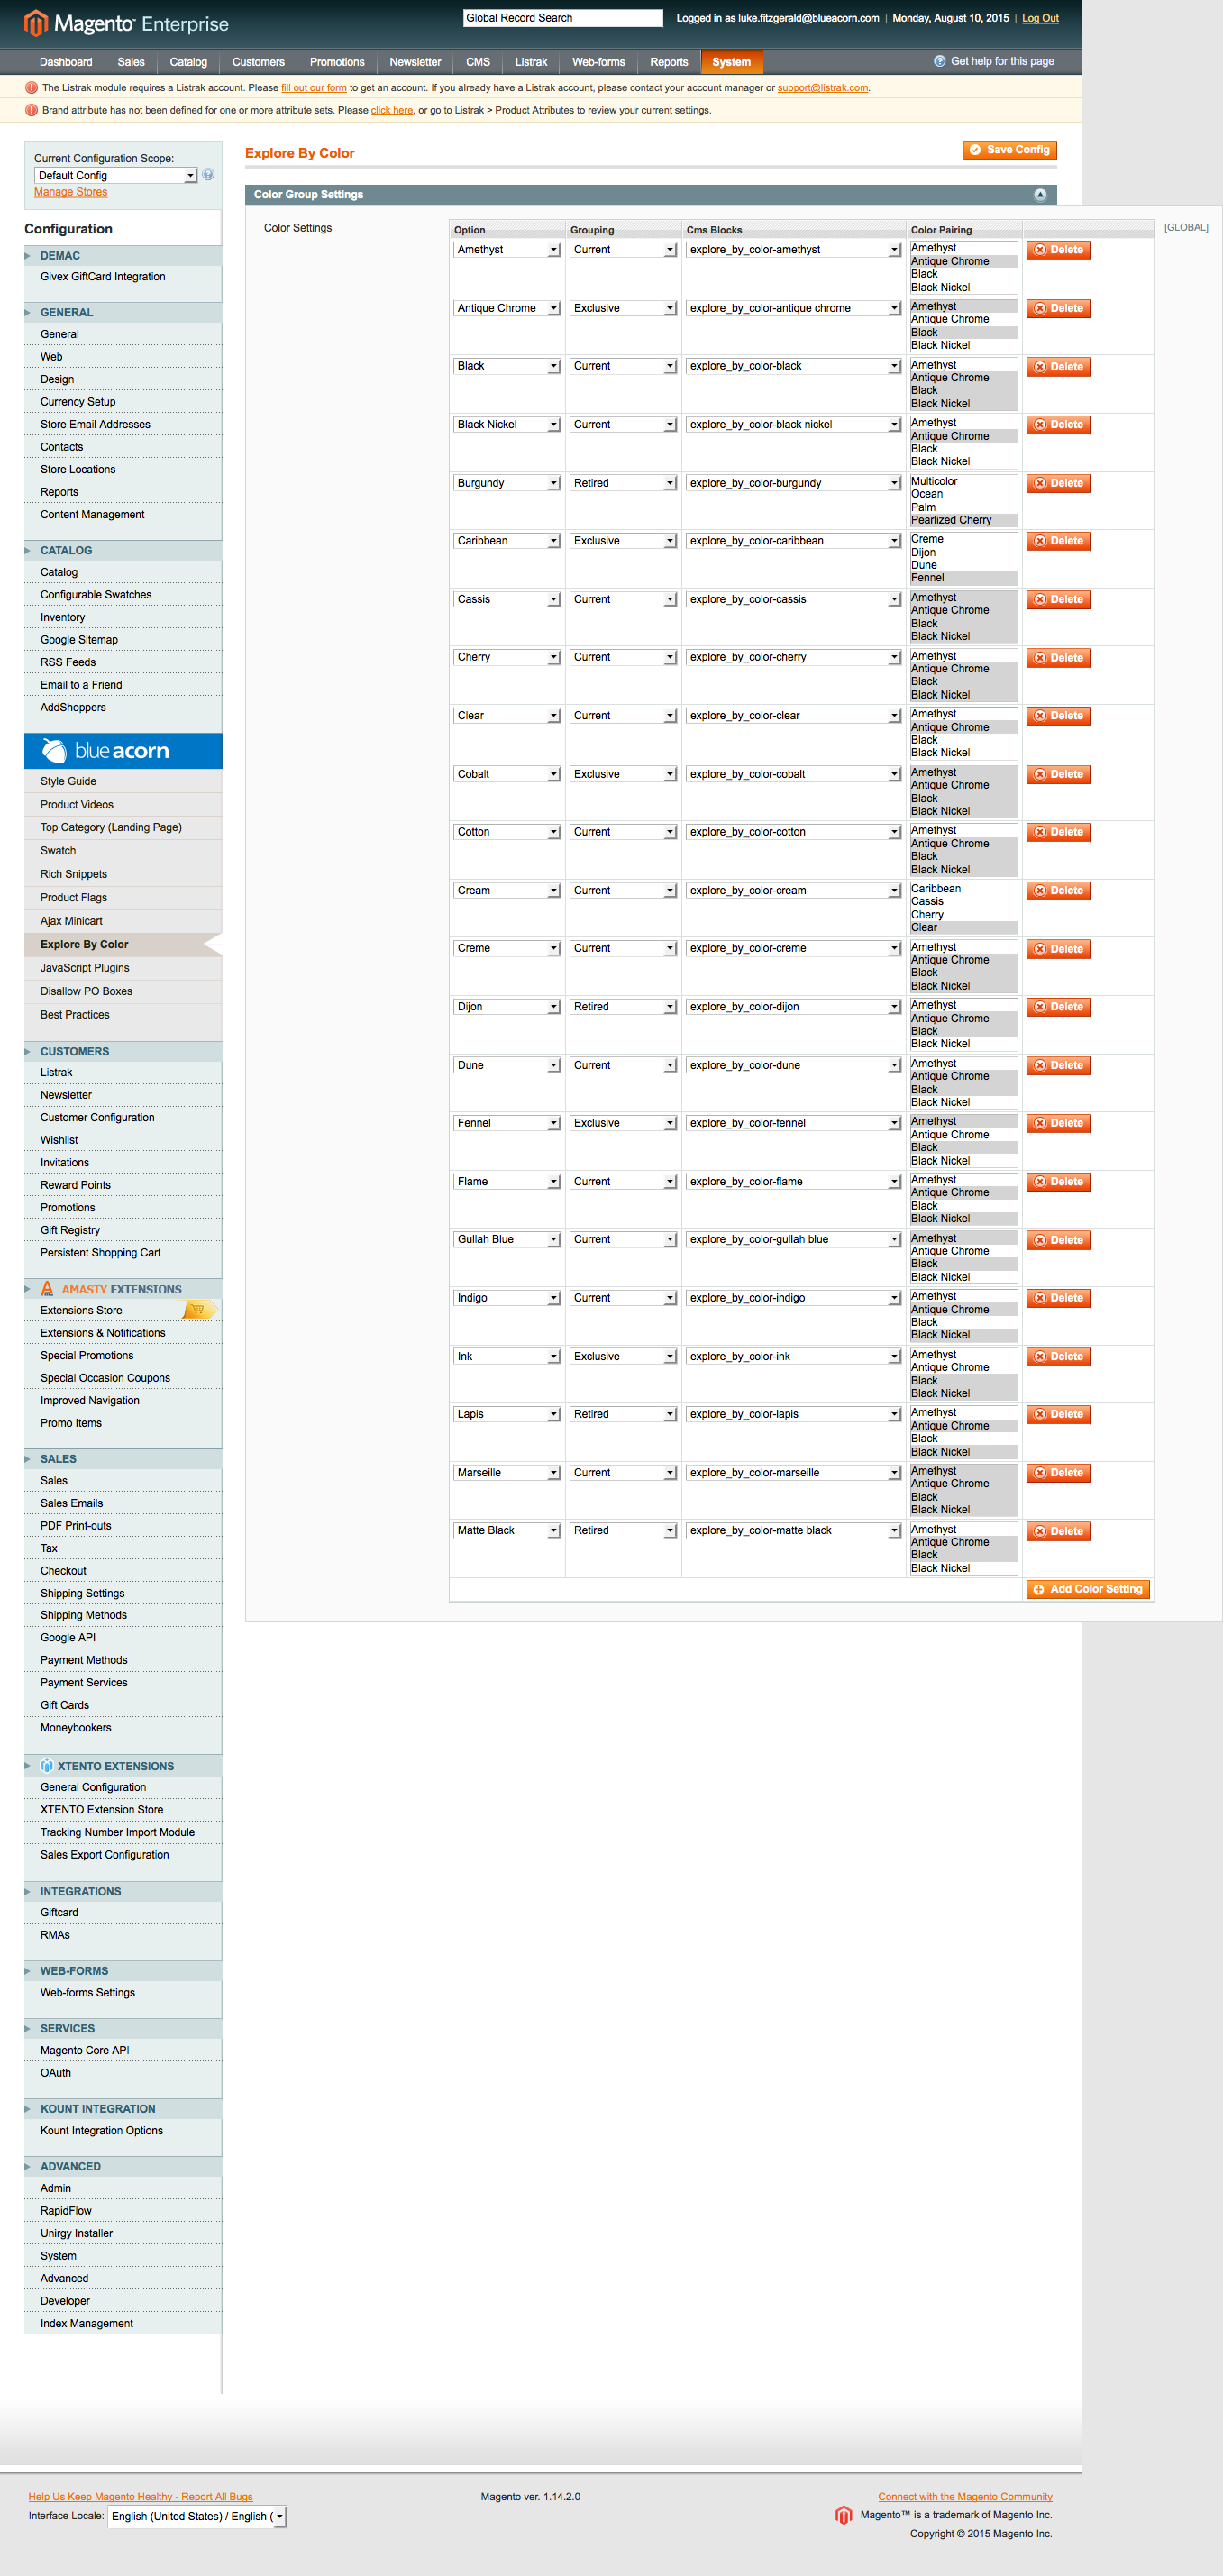 Magento Enterprise
Global Record Search
Logged in as luke.fitzgerald@blueacorn.com | Monday, August 10, 2015 | Log Out
Dashboard Sales Catalog Customers Promotions Newsletter CMS Listrak Web-forms Reports System
Get help for this page
The Listrak module requires a Listrak account. Please fill out our form to get an account. If you already have a Listrak account, please contact your account manager or support@listrak.com.
Brand attribute has not been defined for one or more attribute sets. Please click here, or go to Listrak > Product Attributes to review your current settings.
Current Configuration Scope:
Default Config
Manage Stores
Configuration
DEMAC
Givex GiftCard Integration
GENERAL
General
Web
Design
Currency Setup
Store Email Addresses
Contacts
Store Locations
Reports
Content Management
CATALOG
Catalog
Configurable Swatches
Inventory
Google Sitemap
RSS Feeds
Email to a Friend
AddShoppers
blue acorn
Style Guide
Product Videos
Top Category (Landing Page)
Swatch
Rich Snippets
Product Flags
Ajax Minicart
Explore By Color
JavaScript Plugins
Disallow PO Boxes
Best Practices
CUSTOMERS
Listrak
Newsletter
Customer Configuration
Wishlist
Invitations
Reward Points
Promotions
Gift Registry
Persistent Shopping Cart
AMASTY EXTENSIONS
Extensions Store
Extensions & Notifications
Special Promotions
Special Occasion Coupons
Improved Navigation
Promo Items
SALES
Sales
Sales Emails
PDF Print-outs
Tax
Checkout
Shipping Settings
Shipping Methods
Google API
Payment Methods
Payment Services
Gift Cards
Moneybookers
XTENTO EXTENSIONS
General Configuration
XTENTO Extension Store
Tracking Number Import Module
Sales Export Configuration
INTEGRATIONS
Giftcard
RMAs
WEB-FORMS
Web-forms Settings
SERVICES
Magento Core API
OAuth
KOUNT INTEGRATION
Kount Integration Options
ADVANCED
Admin
RapidFlow
Unirgy Installer
System
Advanced
Developer
Index Management
Explore By Color
Save Config
Color Group Settings
Color Settings
[GLOBAL]
Option Grouping Cms Blocks Color Pairing
Amethyst Current explore_by_color-amethyst Amethyst Delete
Antique Chrome
Black
Black Nickel
Antique Chrome Exclusive explore_by_color-antique chrome Amethyst Delete
Antique Chrome
Black
Black Nickel
Black Current explore_by_color-black Amethyst Delete
Antique Chrome
Black
Black Nickel
Black Nickel Current explore_by_color-black nickel Amethyst Delete
Antique Chrome
Black
Black Nickel
Burgundy Retired explore_by_color-burgundy Multicolor Delete
Ocean
Palm
Pearlized Cherry
Caribbean Exclusive explore_by_color-caribbean Creme Delete
Dijon
Dune
Fennel
Cassis Current explore_by_color-cassis Amethyst Delete
Antique Chrome
Black
Black Nickel
Cherry Current explore_by_color-cherry Amethyst Delete
Antique Chrome
Black
Black Nickel
Clear Current explore_by_color-clear Amethyst Delete
Antique Chrome
Black
Black Nickel
Cobalt Exclusive explore_by_color-cobalt Amethyst Delete
Antique Chrome
Black
Black Nickel
Cotton Current explore_by_color-cotton Amethyst Delete
Antique Chrome
Black
Black Nickel
Cream Current explore_by_color-cream Caribbean Delete
Cassis
Cherry
Clear
Creme Current explore_by_color-creme Amethyst Delete
Antique Chrome
Black
Black Nickel
Dijon Retired explore_by_color-dijon Amethyst Delete
Antique Chrome
Black
Black Nickel
Dune Current explore_by_color-dune Amethyst Delete
Antique Chrome
Black
Black Nickel
Fennel Exclusive explore_by_color-fennel Amethyst Delete
Antique Chrome
Black
Black Nickel
Flame Current explore_by_color-flame Amethyst Delete
Antique Chrome
Black
Black Nickel
Gullah Blue Current explore_by_color-gullah blue Amethyst Delete
Antique Chrome
Black
Black Nickel
Indigo Current explore_by_color-indigo Amethyst Delete
Antique Chrome
Black
Black Nickel
Ink Exclusive explore_by_color-ink Amethyst Delete
Antique Chrome
Black
Black Nickel
Lapis Retired explore_by_color-lapis Amethyst Delete
Antique Chrome
Black
Black Nickel
Marseille Current explore_by_color-marseille Amethyst Delete
Antique Chrome
Black
Black Nickel
Matte Black Retired explore_by_color-matte black Amethyst Delete
Antique Chrome
Black
Black Nickel
Add Color Setting
Help Us Keep Magento Healthy - Report All Bugs
Interface Locale: English (United States) / English (
Magento ver. 1.14.2.0
Connect with the Magento Community
Magento™ is a trademark of Magento Inc.
Copyright © 2015 Magento Inc.